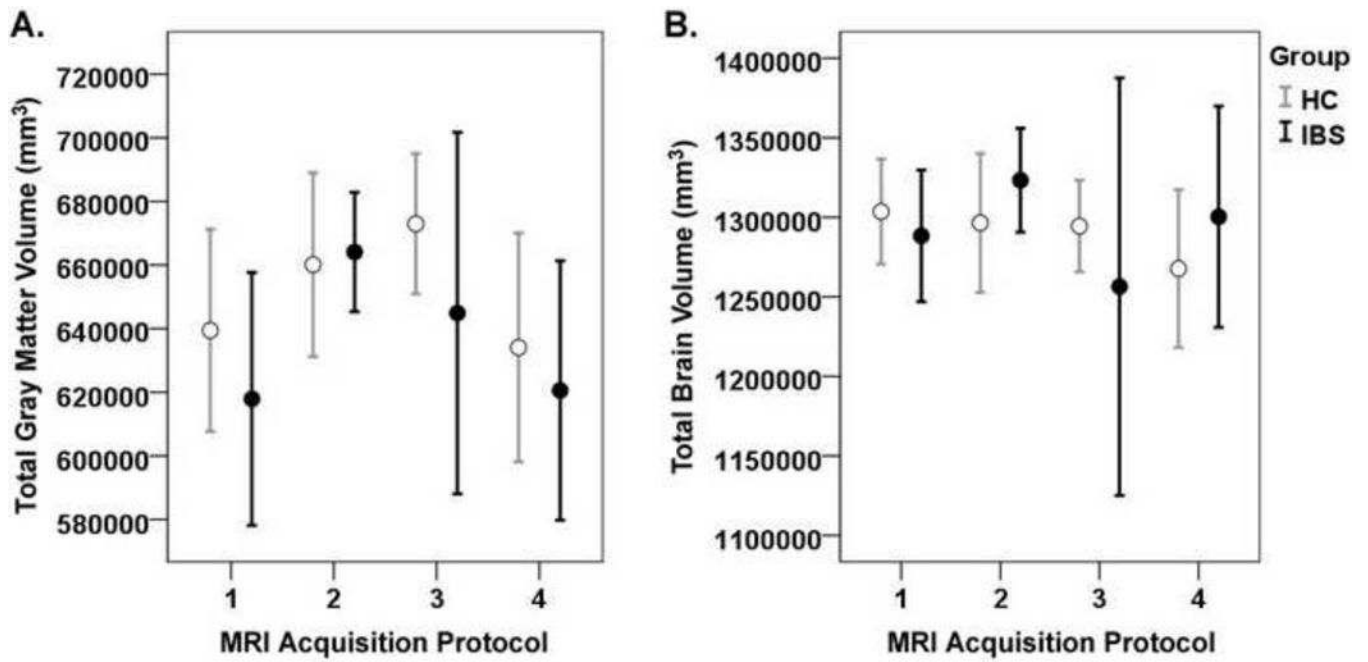 A.
Total Gray Matter Volume (mm³)
720000
700000
680000
660000
640000
620000
600000
580000
1 2 3 4
MRI Acquisition Protocol
B.
Total Brain Volume (mm³)
1400000
1350000
1300000
1250000
1200000
1150000
1100000
1 2 3 4
MRI Acquisition Protocol
Group
HC
IBS